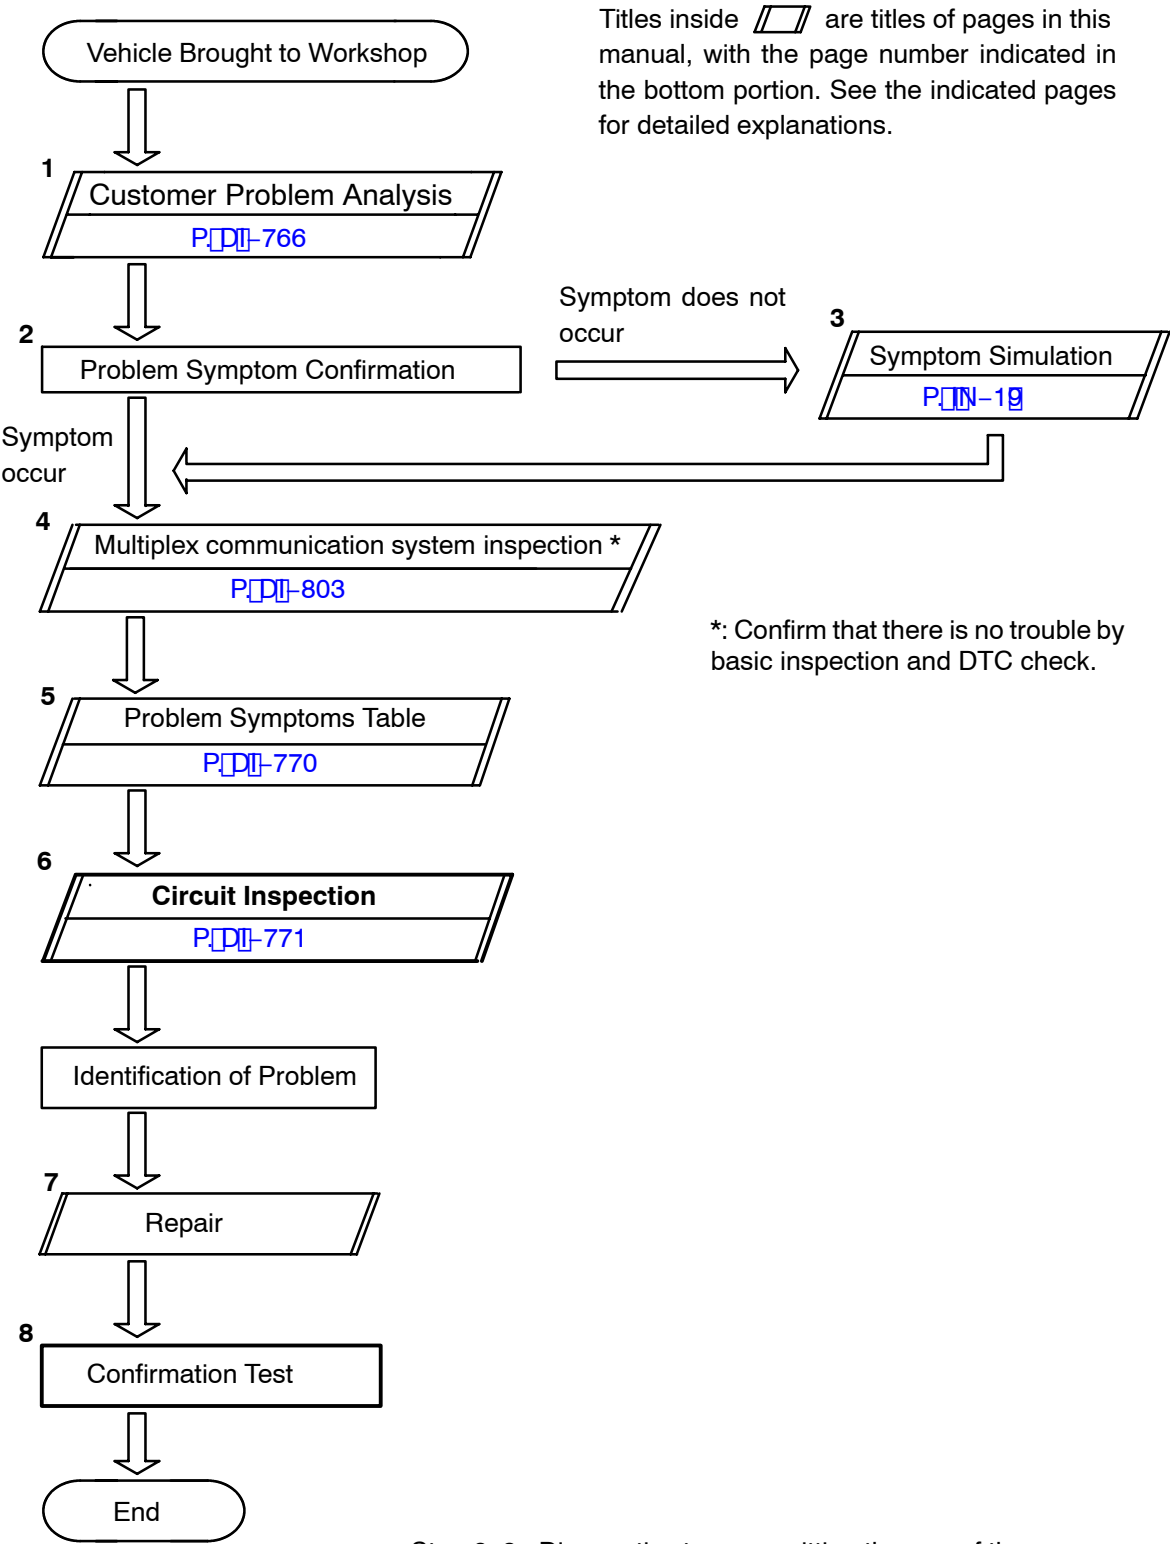 Vehicle Brought to Workshop
Titles inside are titles of pages in this
manual, with the page number indicated in
the bottom portion. See the indicated pages
for detailed explanations.
1
Customer Problem Analysis
P. DI–766
2
Problem Symptom Confirmation
Symptom does not
occur
3
Symptom Simulation
P. IN–19
Symptom
occur
4
Multiplex communication system inspection *
P. DI–803
*: Confirm that there is no trouble by
basic inspection and DTC check.
5
Problem Symptoms Table
P. DI–770
6
Circuit Inspection
P. DI–771
Identification of Problem
7
Repair
8
Confirmation Test
End